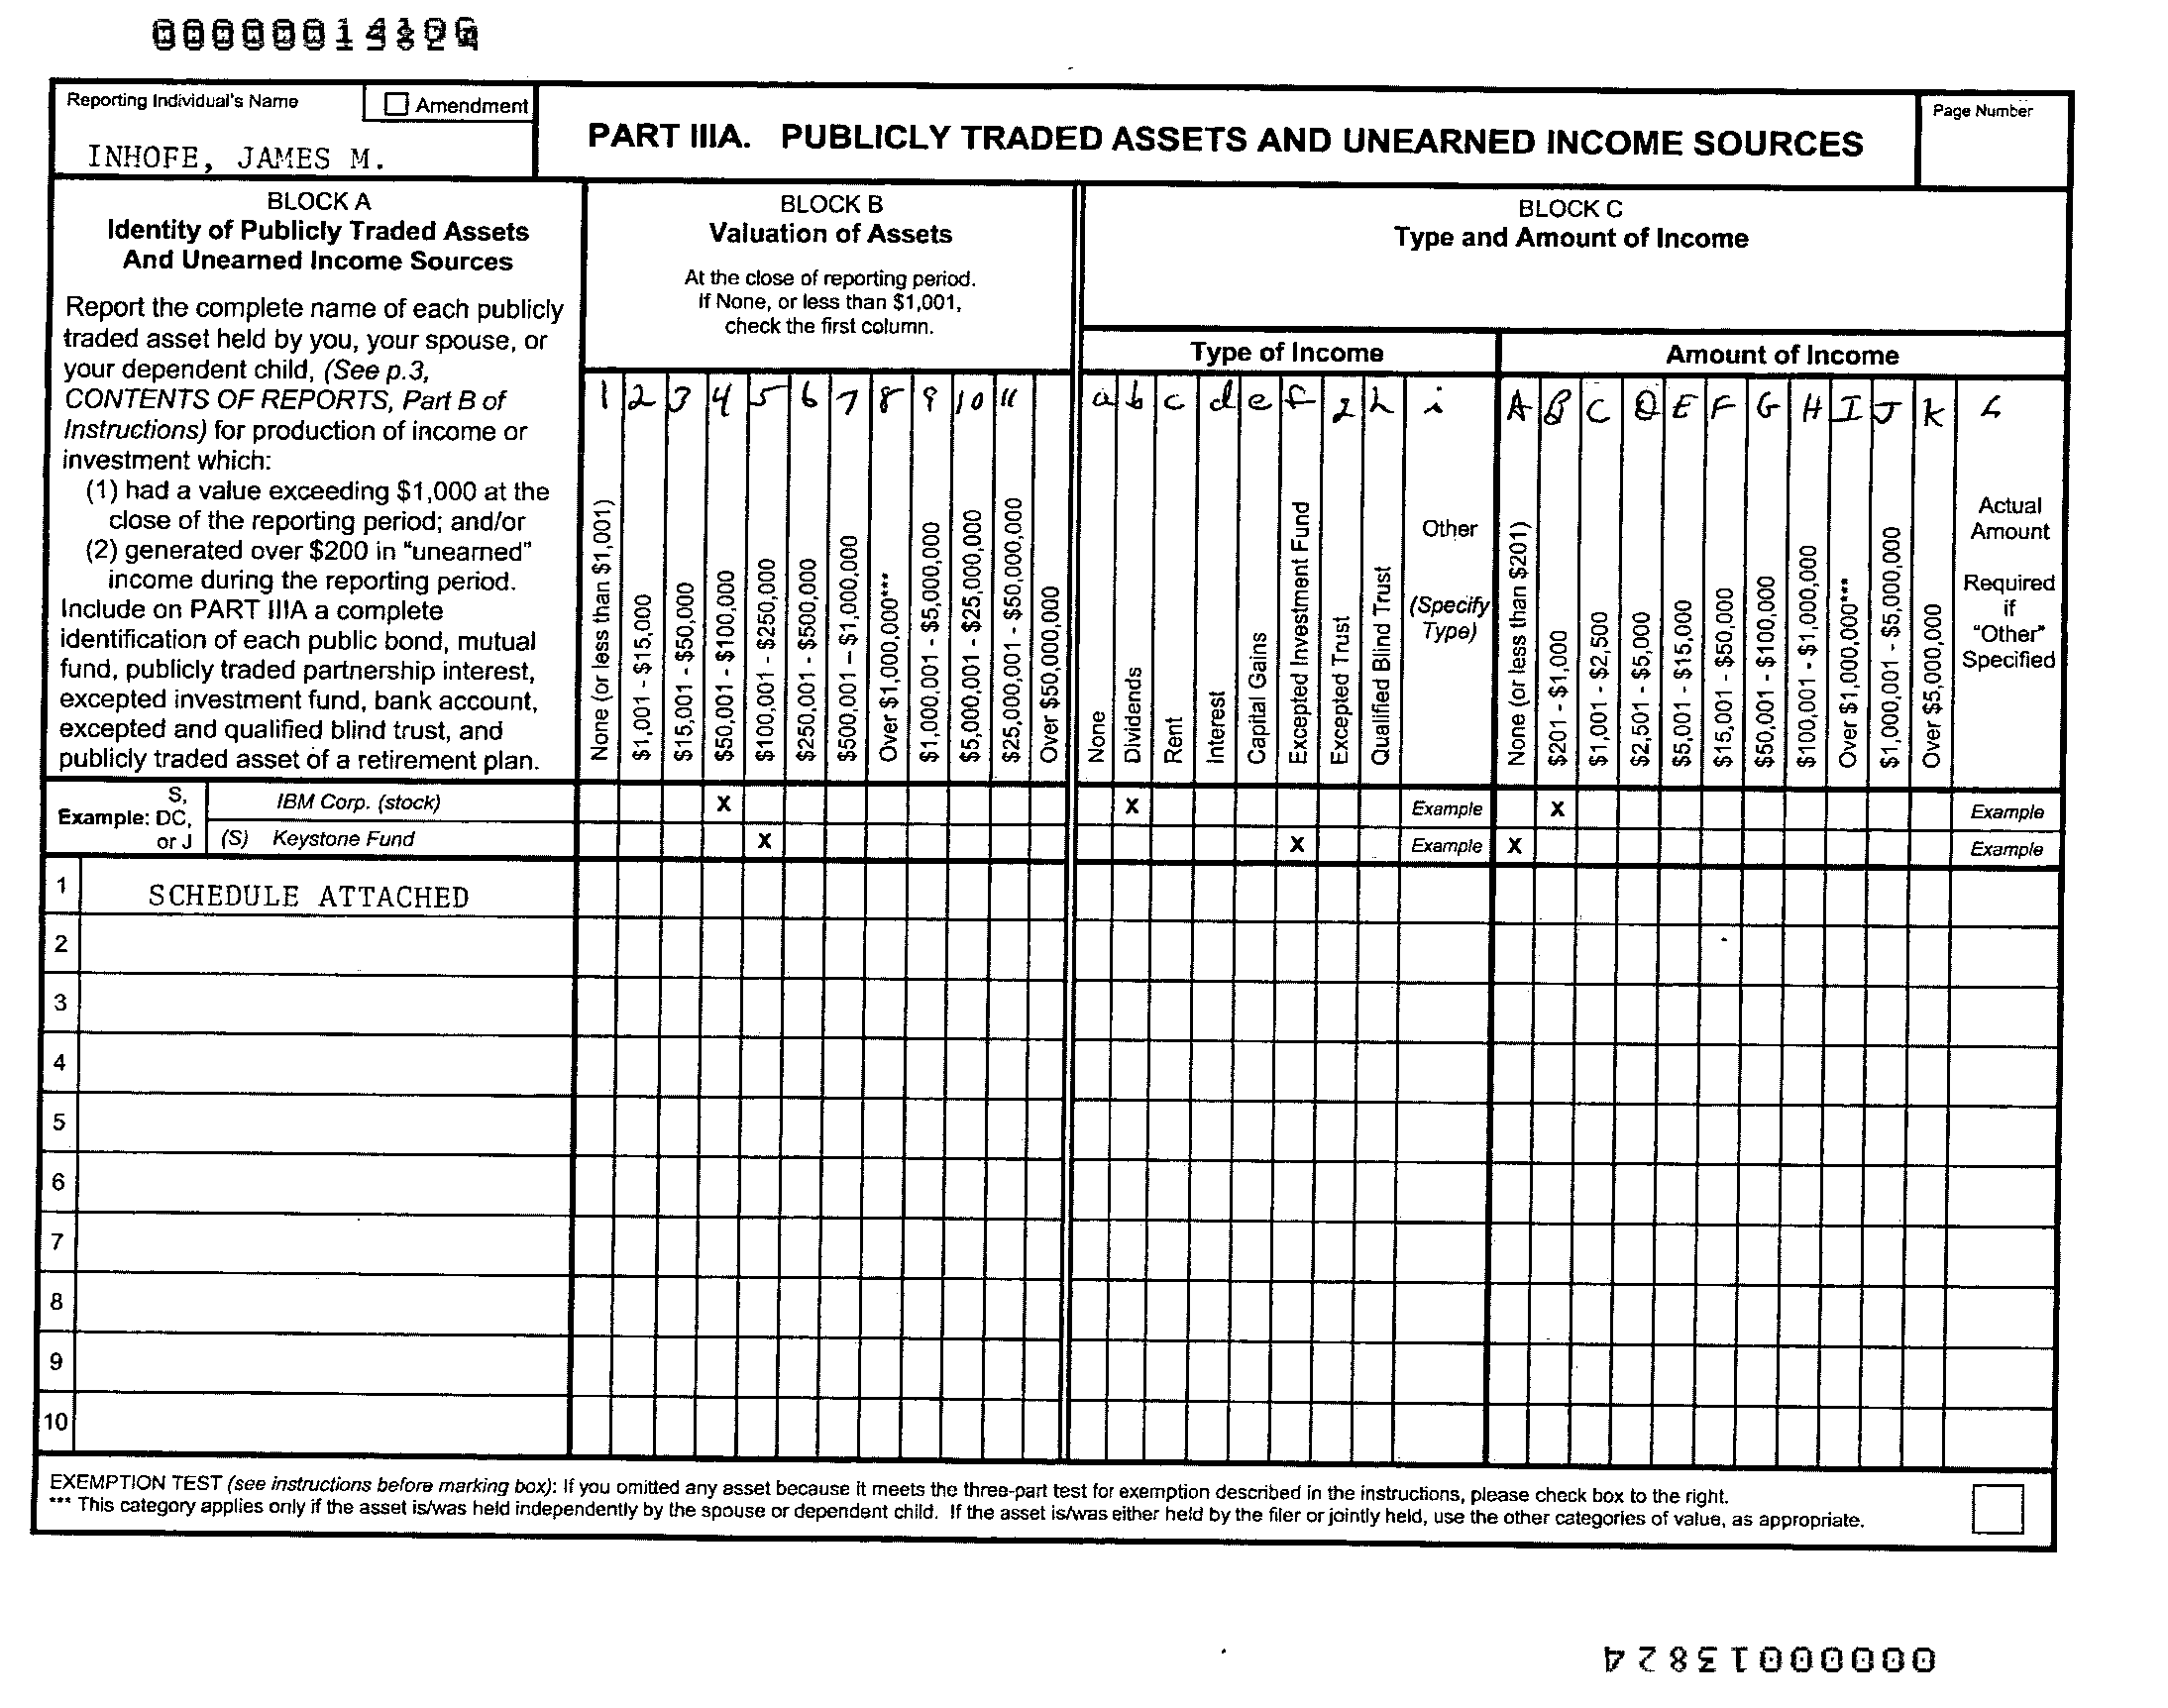 Reporting Individual's Name
Amendment
INHOFE, JAMES M.
PART IIIA. PUBLICLY TRADED ASSETS AND UNEARNED INCOME SOURCES
Page Number
BLOCK A
Identity of Publicly Traded Assets
And Unearned Income Sources
Report the complete name of each publicly
traded asset held by you, your spouse, or
your dependent child, (See p.3,
CONTENTS OF REPORTS, Part B of
Instructions) for production of income or
investment which:
(1) had a value exceeding $1,000 at the
close of the reporting period; and/or
(2) generated over $200 in "unearned"
income during the reporting period.
Include on PART IIIA a complete
identification of each public bond, mutual
fund, publicly traded partnership interest,
excepted investment fund, bank account,
excepted and qualified blind trust, and
publicly traded asset of a retirement plan.
BLOCK B
Valuation of Assets
At the close of reporting period.
If None, or less than $1,001,
check the first column.
1 2 3 4 5 6 7 8 9 10 11
None (or less than $1,001)
$1,001 - $15,000
$15,001 - $50,000
$50,001 - $100,000
$100,001 - $250,000
$250,001 - $500,000
$500,001 – $1,000,000
Over $1,000,000***
$1,000,001 - $5,000,000
$5,000,001 - $25,000,000
$25,000,001 - $50,000,000
Over $50,000,000
BLOCK C
Type and Amount of Income
Type of Income
a b c d e f g h i
None
Dividends
Rent
Interest
Capital Gains
Excepted Investment Fund
Excepted Trust
Qualified Blind Trust
Other
(Specify
Type)
Amount of Income
A B C D E F G H I J K L
None (or less than $201)
$201 - $1,000
$1,001 - $2,500
$2,501 - $5,000
$5,001 - $15,000
$15,001 - $50,000
$50,001 - $100,000
$100,001 - $1,000,000
Over $1,000,000***
$1,000,001 - $5,000,000
Over $5,000,000
Actual
Amount
Required
if
"Other"
Specified
Example: S,
DC,
or J
IBM Corp. (stock) X X Example X Example
(S) Keystone Fund X X Example X Example
1 SCHEDULE ATTACHED
2
3
4
5
6
7
8
9
10
EXEMPTION TEST (see instructions before marking box): If you omitted any asset because it meets the three-part test for exemption described in the instructions, please check box to the right.
*** This category applies only if the asset is/was held independently by the spouse or dependent child. If the asset is/was either held by the filer or jointly held, use the other categories of value, as appropriate.
00000013824